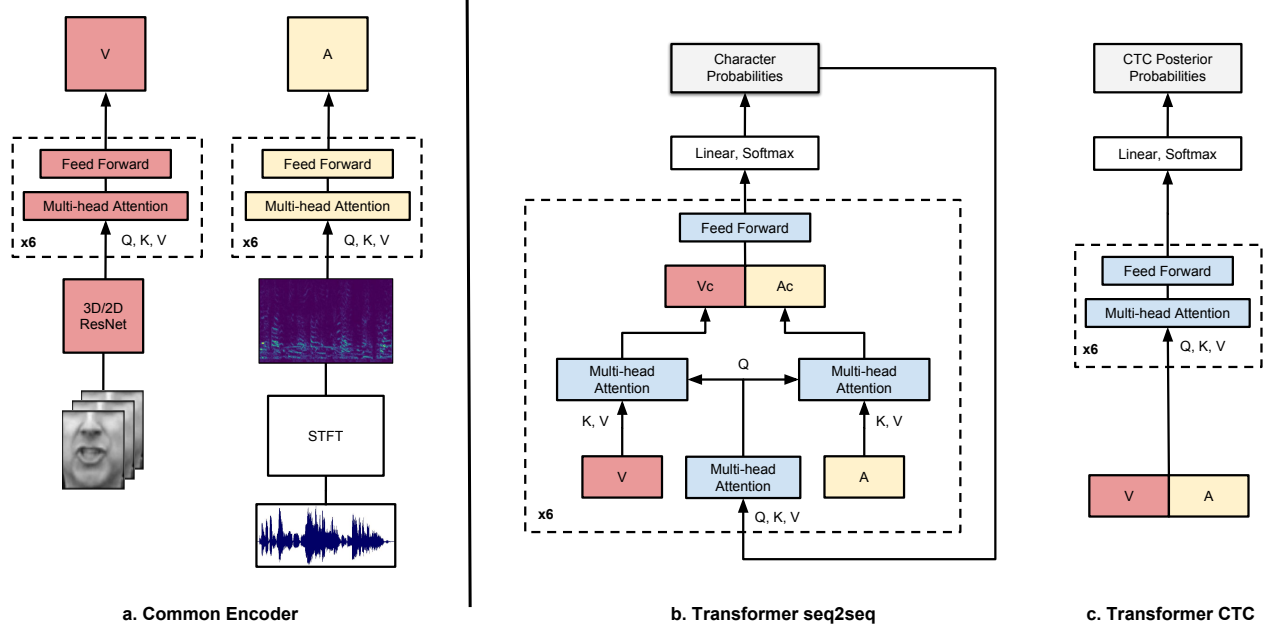 V
A
Feed Forward
Multi-head Attention
x6
Q, K, V
Feed Forward
Multi-head Attention
x6
Q, K, V
3D/2D
ResNet
STFT
a. Common Encoder
Character
Probabilities
Linear, Softmax
Feed Forward
Vc
Ac
Multi-head
Attention
Q
Multi-head
Attention
K, V
K, V
V
Multi-head
Attention
A
x6
Q, K, V
b. Transformer seq2seq
CTC Posterior
Probabilities
Linear, Softmax
Feed Forward
Multi-head Attention
x6
Q, K, V
V
A
c. Transformer CTC